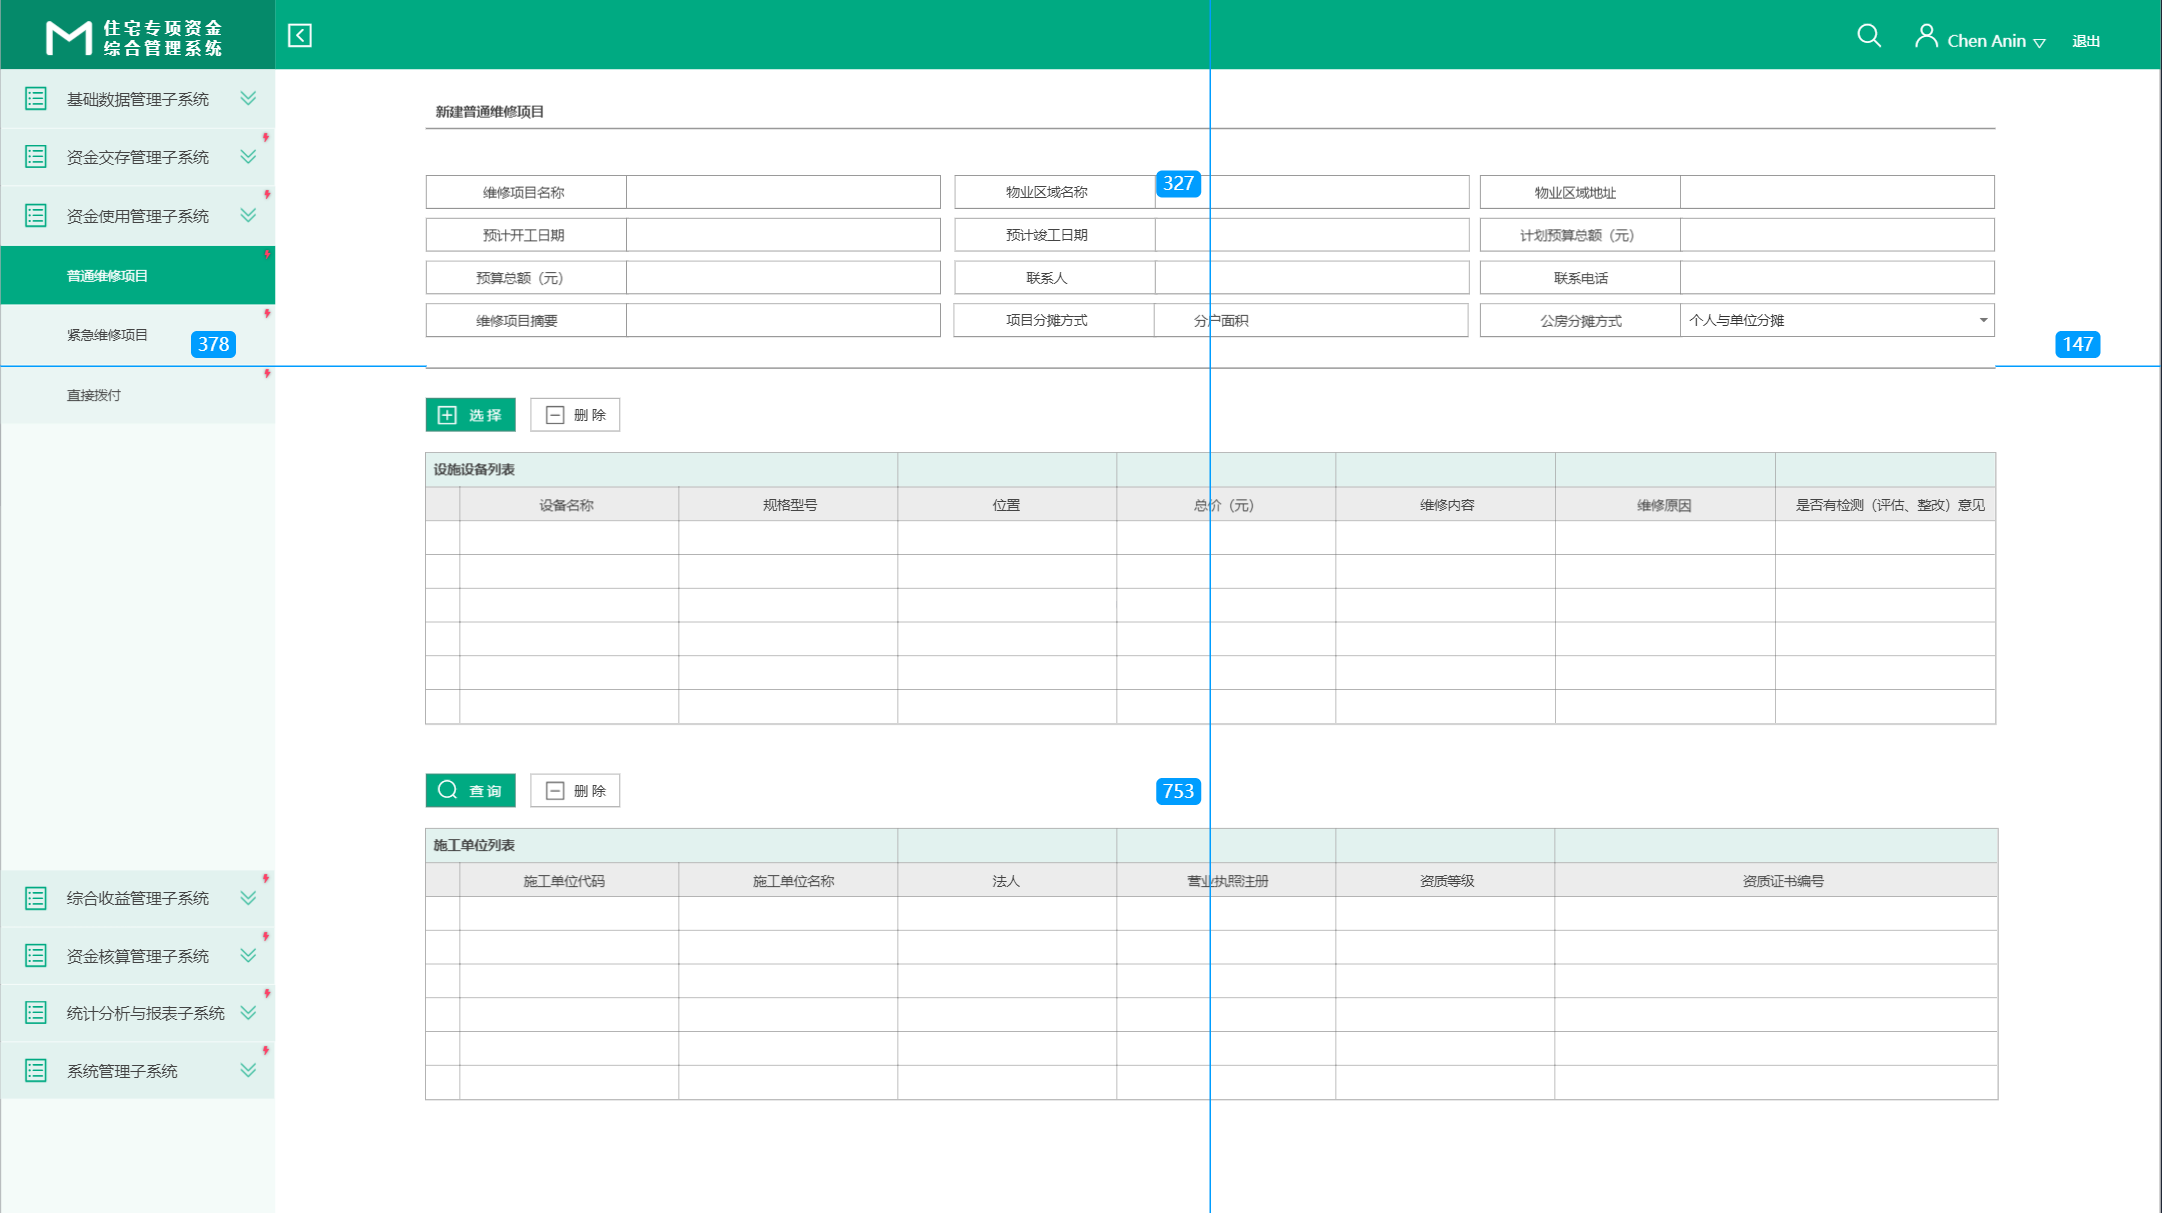 住宅专项资金
综合管理系统
Chen Anin
退出
基础数据管理子系统
资金交存管理子系统
资金使用管理子系统
普通维修项目
紧急维修项目
378
直接拨付
综合收益管理子系统
资金核算管理子系统
统计分析与报表子系统
系统管理子系统
新建普通维修项目
维修项目名称
物业区域名称
327
物业区域地址
预计开工日期
预计竣工日期
计划预算总额（元）
预算总额（元）
联系人
联系电话
维修项目摘要
项目分摊方式
分户面积
公房分摊方式
个人与单位分摊
147
选 择
删 除
设施设备列表
设备名称
规格型号
位置
总价（元）
维修内容
维修原因
是否有检测（评估、整改）意见
查 询
删 除
753
施工单位列表
施工单位代码
施工单位名称
法人
营业执照注册
资质等级
资质证书编号